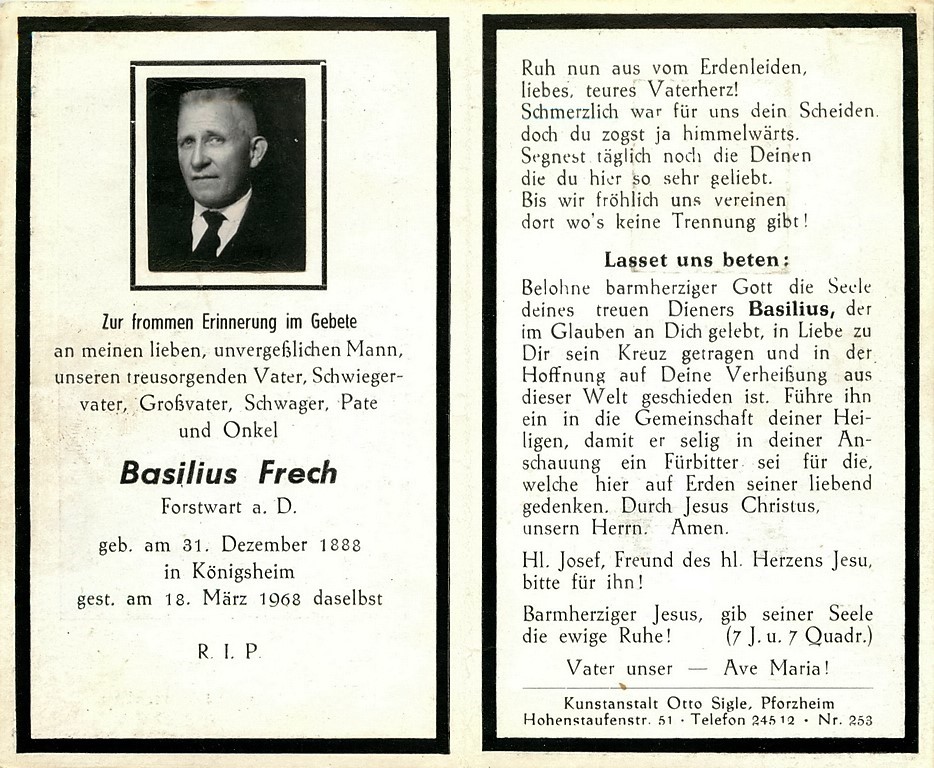 Zur frommen Erinnerung im Gebete
an meinen lieben, unvergeßlichen Mann,
unseren treusorgenden Vater, Schwieger-
vater, Großvater, Schwager, Pate
und Onkel
Basilius Frech
Forstwart a. D.
geb. am 31. Dezember 1888
in Königsheim
gest. am 18. März 1968 daselbst
R. I. P.
Ruh nun aus vom Erdenleiden,
liebes, teures Vaterherz!
Schmerzlich war für uns dein Scheiden.
doch du zogst ja himmelwärts.
Segnest täglich noch die Deinen
die du hier so sehr geliebt.
Bis wir fröhlich uns vereinen
dort wo's keine Trennung gibt!
Lasset uns beten:
Belohne barmherziger Gott die Seele
deines treuen Dieners Basilius, der
im Glauben an Dich gelebt, in Liebe zu
Dir sein Kreuz getragen und in der
Hoffnung auf Deine Verheißung aus
dieser Welt geschieden ist. Führe ihn
ein in die Gemeinschaft deiner Hei-
ligen, damit er selig in deiner An-
schauung ein Fürbitter sei für die,
welche hier auf Erden seiner liebend
gedenken. Durch Jesus Christus,
unsern Herrn. Amen.
Hl. Josef, Freund des hl. Herzens Jesu,
bitte für ihn!
Barmherziger Jesus, gib seiner Seele
die ewige Ruhe! (7 J. u. 7 Quadr.)
Vater unser — Ave Maria!
Kunstanstalt Otto Sigle, Pforzheim
Hohenstaufenstr. 51 · Telefon 24512 · Nr. 253